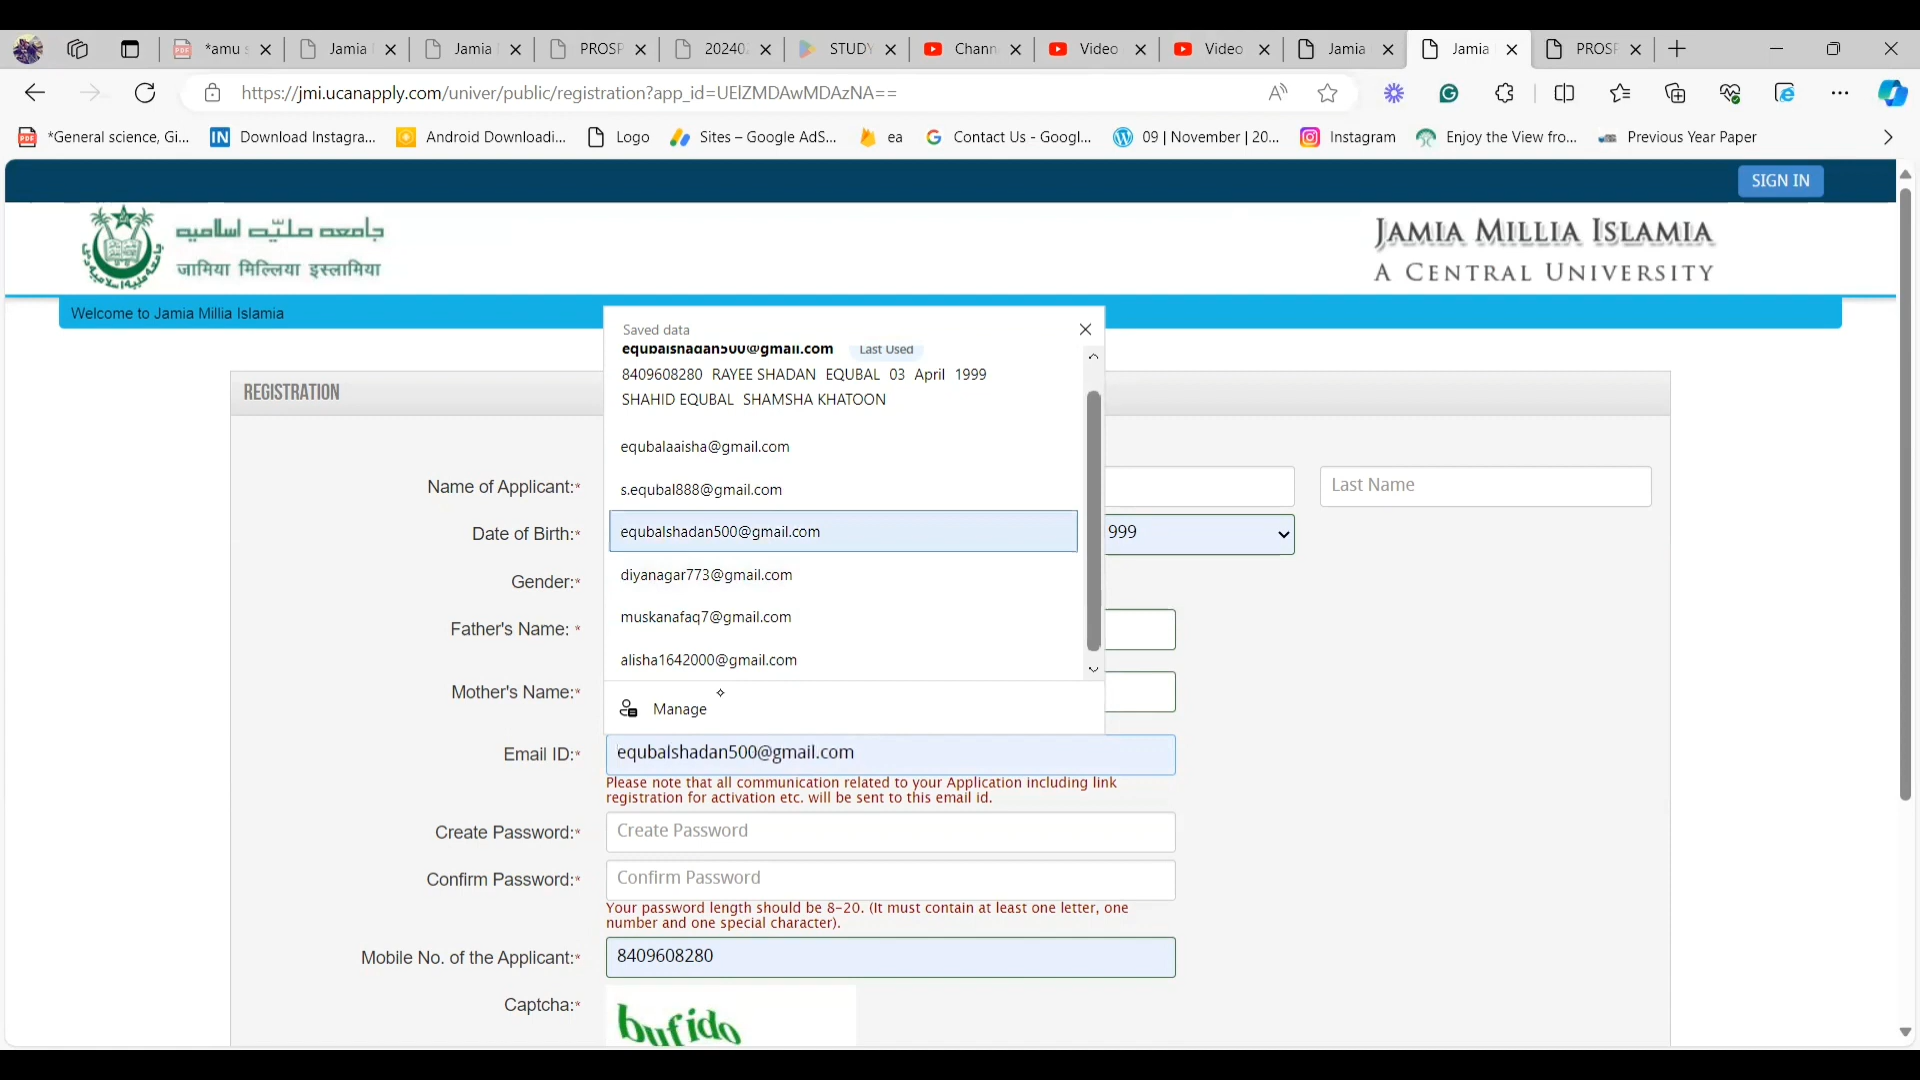 *amu
Jamia
Jamia
PROSP
20240
STUDY
Chann
Video
Video
Jamia
Jamia
PROSP
https://jmi.ucanapply.com/univer/public/registration?app_id=UElZMDAwMDAzNA==
*General science, Gi...
Download Instagra...
Android Downloadi...
Logo
Sites – Google AdS...
ea
Contact Us - Googl...
09 | November | 20...
Instagram
Enjoy the View fro...
Previous Year Paper
SIGN IN
جامعه ملیّه اسلامیه
जामिया मिल्लिया इस्लामिया
JAMIA MILLIA ISLAMIA
A CENTRAL UNIVERSITY
Welcome to Jamia Millia Islamia
Saved data
equbalshadan500@gmail.com Last Used
8409608280 RAYEE SHADAN EQUBAL 03 April 1999
SHAHID EQUBAL SHAMSHA KHATOON
equbalaaisha@gmail.com
s.equbal888@gmail.com
equbalshadan500@gmail.com
diyanagar773@gmail.com
muskanafaq7@gmail.com
alisha1642000@gmail.com
Manage
REGISTRATION
Name of Applicant:*
Last Name
Date of Birth:*
999
Gender:*
Father's Name: *
Mother's Name:*
Email ID:*
equbalshadan500@gmail.com
Please note that all communication related to your Application including link
registration for activation etc. will be sent to this email id.
Create Password:*
Create Password
Confirm Password:*
Confirm Password
Your password length should be 8-20. (It must contain at least one letter, one
number and one special character).
Mobile No. of the Applicant:*
8409608280
Captcha:*
bufido